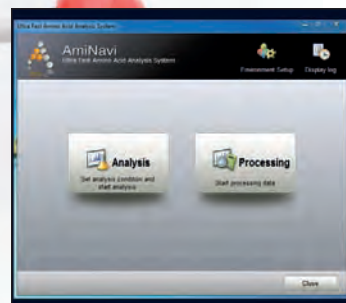 Ultra Fast Amino Acid Analysis System
AmiNavi
Ultra Fast Amino Acid Analysis System
Environment Setup
Display log
Analysis
Set analysis condition and
start analysis
Processing
Start processing data
Close